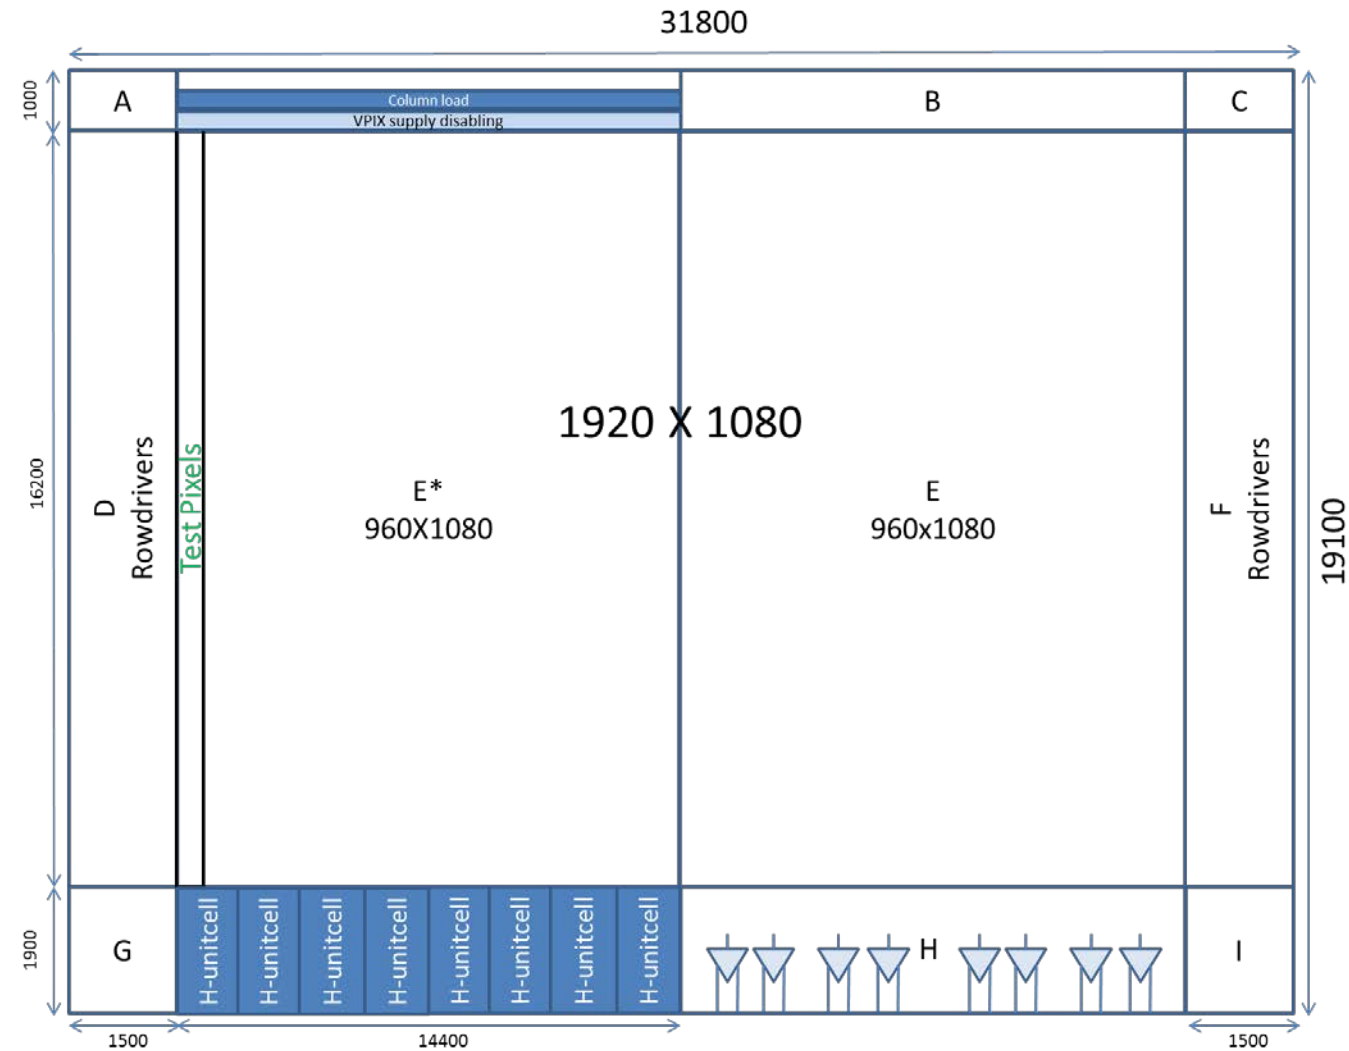 31800
1000
A
Column load
VPIX supply disabling
B
C
1920 X 1080
16200
D
Rowdrivers
Test Pixels
E*
960X1080
E
960x1080
F
Rowdrivers
19100
1900
G
H-unitcell
H-unitcell
H-unitcell
H-unitcell
H-unitcell
H-unitcell
H-unitcell
H-unitcell
H
I
1500
14400
1500